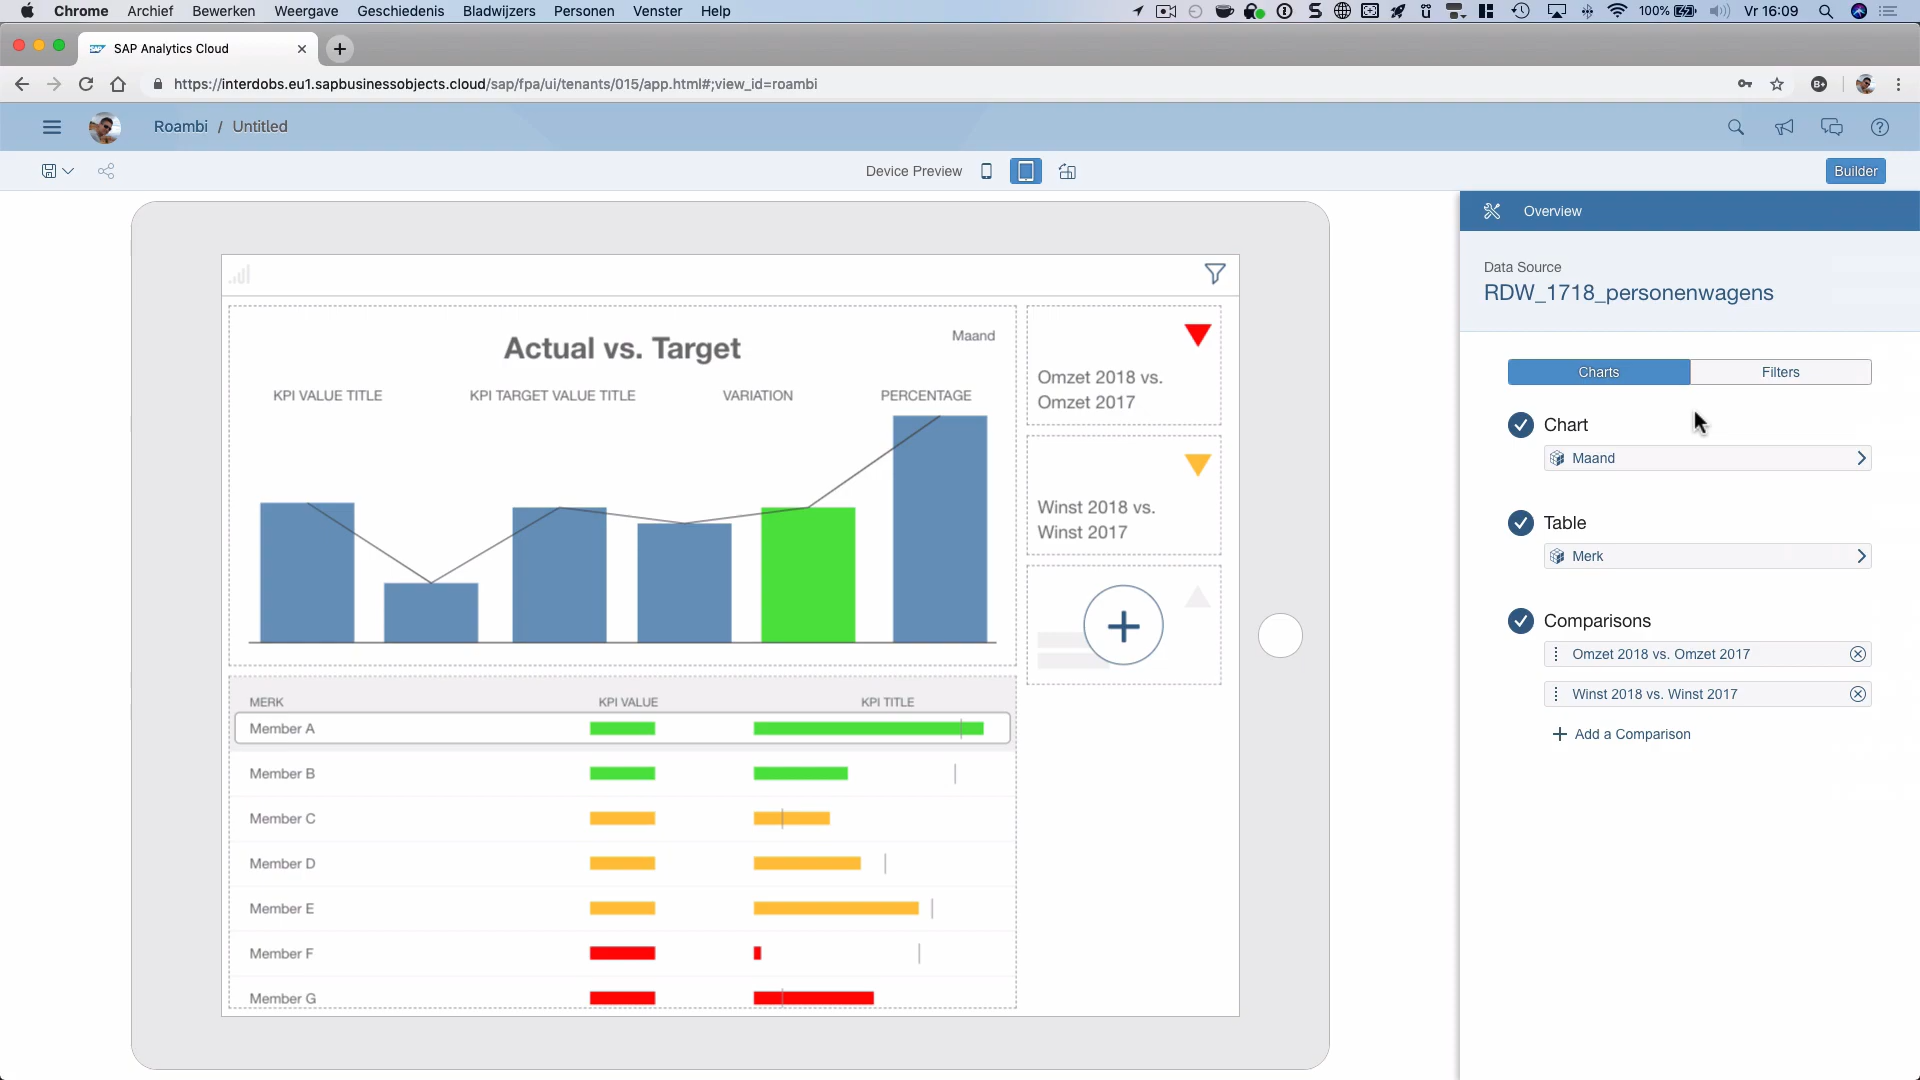 Chrome Archief Bewerken Weergave Geschiedenis Bladwijzers Personen Venster Help 100% Vr 16:09
SAP Analytics Cloud
https://interdobs.eu1.sapbusinessobjects.cloud/sap/fpa/ui/tenants/015/app.html#;view_id=roambi
Roambi / Untitled
Device Preview
Builder
Actual vs. Target
Maand
KPI VALUE TITLE KPI TARGET VALUE TITLE VARIATION PERCENTAGE
Omzet 2018 vs.
Omzet 2017
Winst 2018 vs.
Winst 2017
MERK KPI VALUE KPI TITLE
Member A
Member B
Member C
Member D
Member E
Member F
Member G
Overview
Data Source
RDW_1718_personenwagens
Charts Filters
Chart
Maand
Table
Merk
Comparisons
Omzet 2018 vs. Omzet 2017
Winst 2018 vs. Winst 2017
Add a Comparison